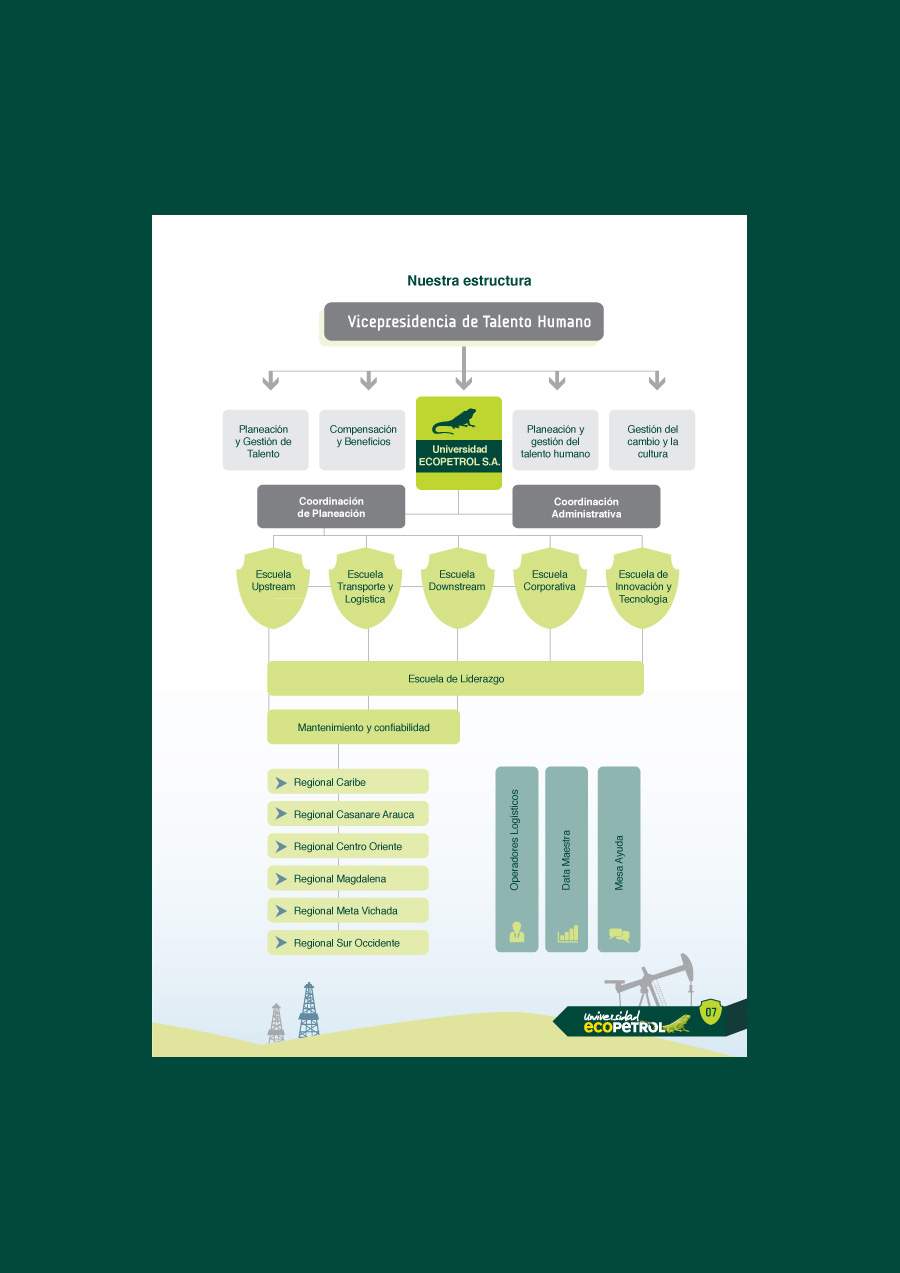 Nuestra estructura
Vicepresidencia de Talento Humano
Planeación
y Gestión de
Talento
Compensación
y Beneficios
Universidad
ECOPETROL S.A.
Planeación y
gestión del
talento humano
Gestión del
cambio y la
cultura
Coordinación
de Planeación
Coordinación
Administrativa
Escuela
Upstream
Escuela
Transporte y
Logística
Escuela
Downstream
Escuela
Corporativa
Escuela de
Innovación y
Tecnología
Escuela de Liderazgo
Mantenimiento y confiabilidad
Regional Caribe
Regional Casanare Arauca
Regional Centro Oriente
Regional Magdalena
Regional Meta Vichada
Regional Sur Occidente
Operadores Logísticos
Data Maestra
Mesa Ayuda
universidad
ecoPETROL
07